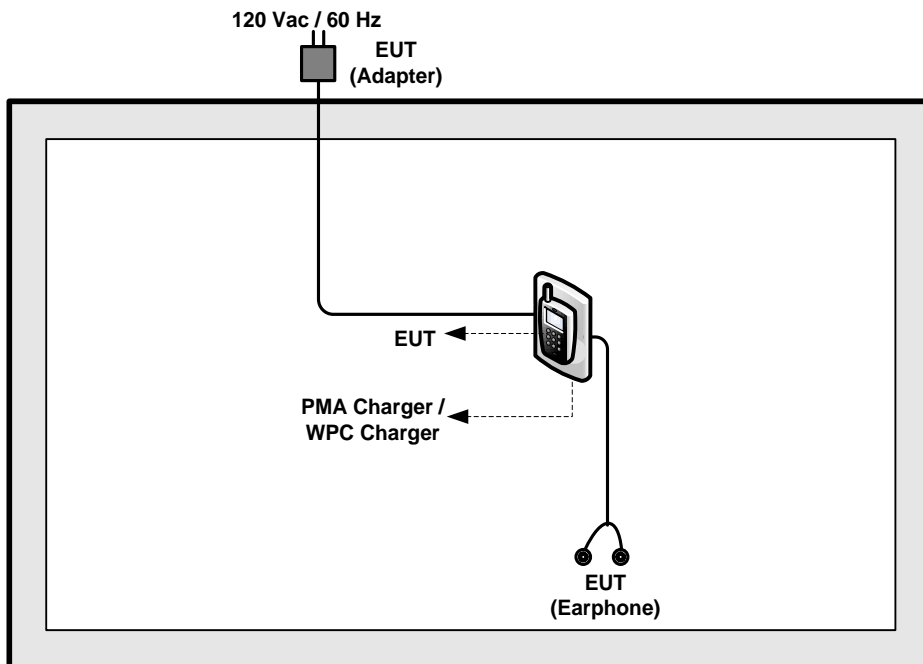 120 Vac / 60 Hz
EUT
(Adapter)
EUT
PMA Charger /
WPC Charger
EUT
(Earphone)